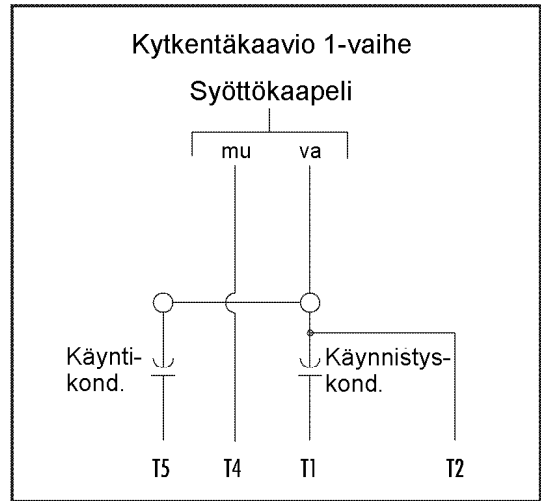 Kytkentäkaavio 1-vaihe
Syöttökaapeli
mu va
Käynti-
kond.
Käynnistys-
kond.
T5 T4 T1 T2